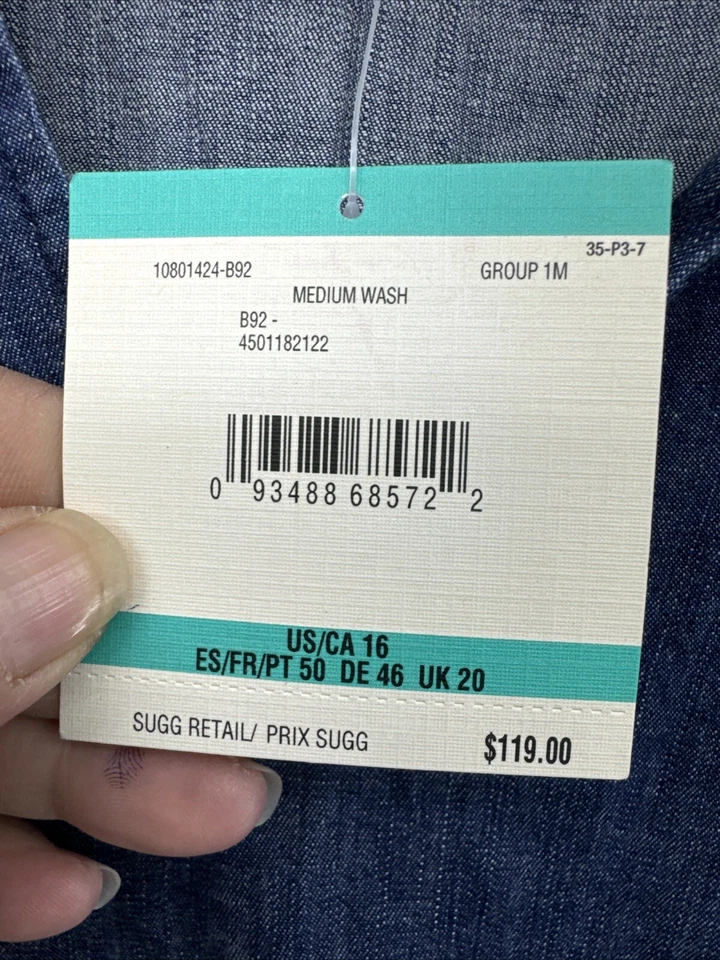 35-P3-7
10801424-B92 GROUP 1M
MEDIUM WASH
B92 -
4501182122
0 93488 68572 2
US/CA 16
ES/FR/PT 50 DE 46 UK 20
SUGG RETAIL/ PRIX SUGG $119.00